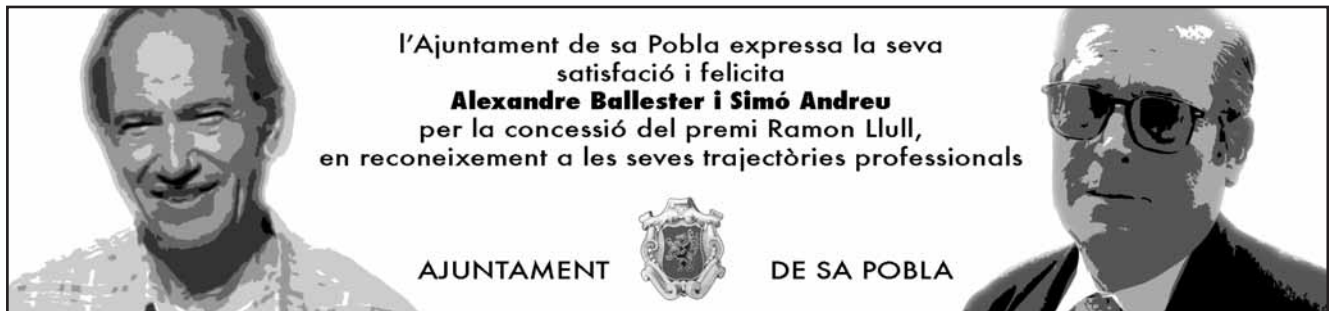 l'Ajuntament de sa Pobla expressa la seva
satisfació i felicita
Alexandre Ballester i Simó Andreu
per la concessió del premi Ramon Llull,
en reconeixement a les seves trajectòries professionals
AJUNTAMENT DE SA POBLA